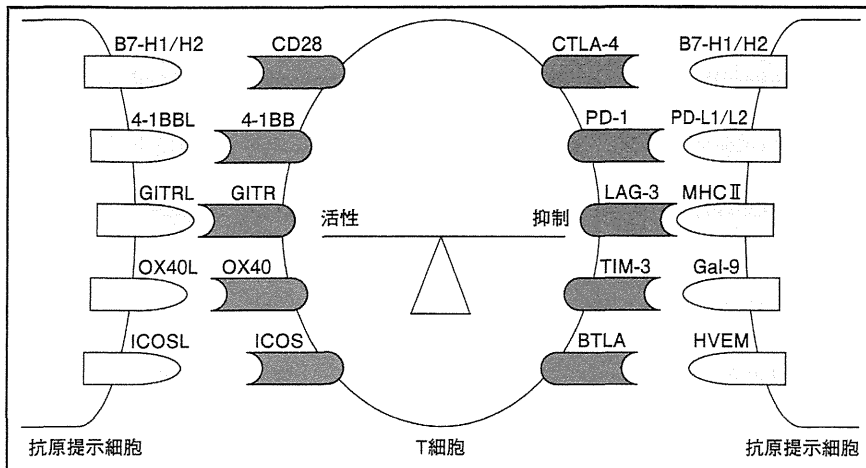 B7-H1/H2 CD28 CTLA-4 B7-H1/H2
4-1BBL 4-1BB PD-1 PD-L1/L2
GITRL GITR LAG-3 MHCⅡ
活性 抑制
OX40L OX40 TIM-3 Gal-9
ICOSL ICOS BTLA HVEM
抗原提示細胞 T細胞 抗原提示細胞